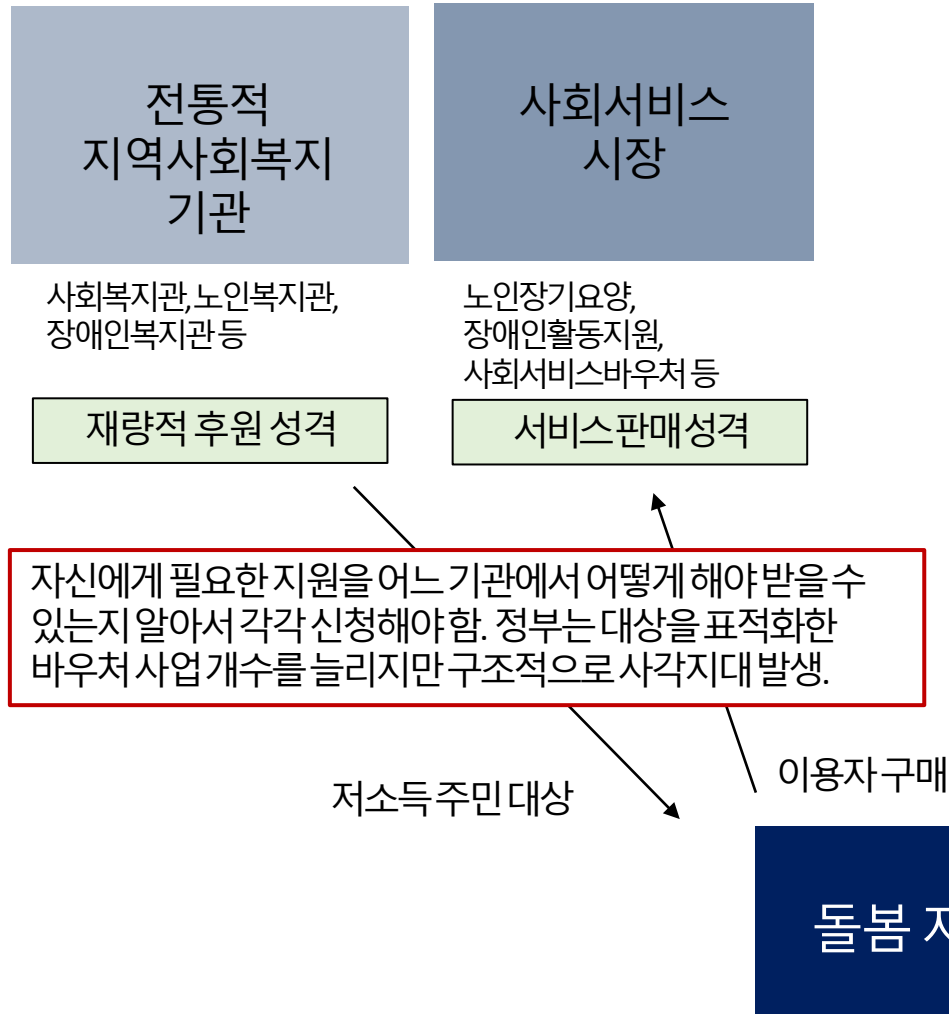 전통적
지역사회복지
기관
사회서비스
시장
사회복지관, 노인복지관,
장애인복지관 등
노인장기요양,
장애인활동지원,
사회서비스바우처 등
재량적 후원 성격
서비스 판매 성격
자신에게 필요한 지원을 어느 기관에서 어떻게 해야 받을 수
있는지 알아서 각각 신청해야 함. 정부는 대상을 표적화한
바우처 사업 개수를 늘리지만 구조적으로 사각지대 발생.
저소득 주민 대상
이용자 구매
돌봄